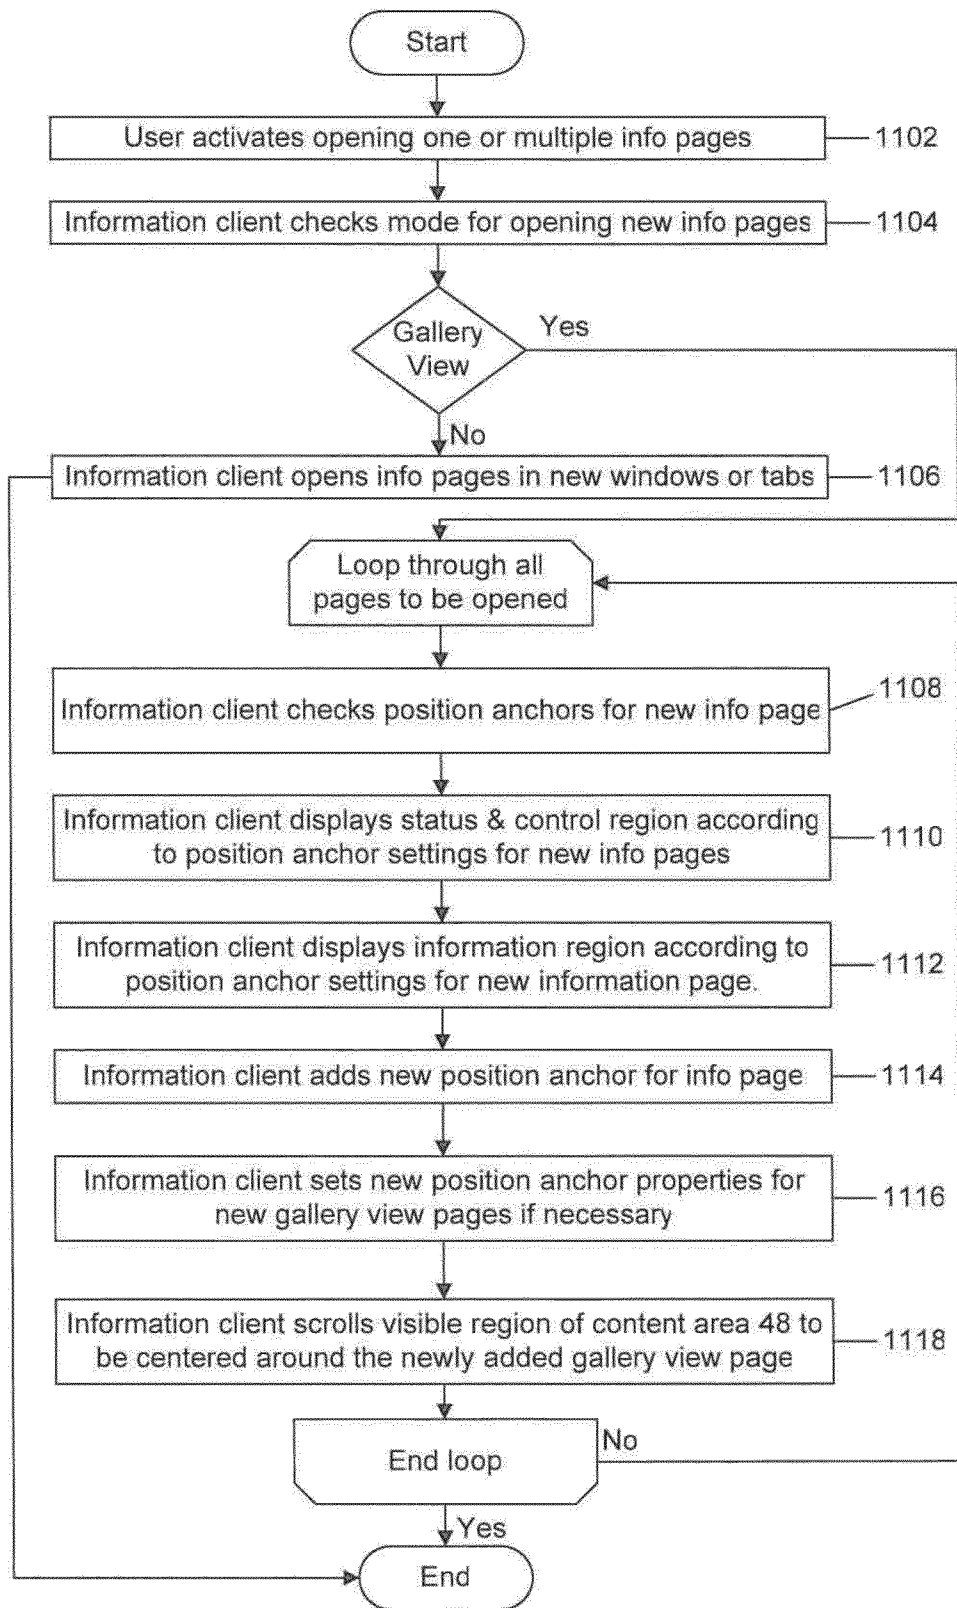 Start
User activates opening one or multiple info pages
1102
Information client checks mode for opening new info pages
1104
Gallery
View
Yes
No
Information client opens info pages in new windows or tabs
1106
Loop through all
pages to be opened
Information client checks position anchors for new info page
1108
Information client displays status & control region according
to position anchor settings for new info pages
1110
Information client displays information region according to
position anchor settings for new information page.
1112
Information client adds new position anchor for info page
1114
Information client sets new position anchor properties for
new gallery view pages if necessary
1116
Information client scrolls visible region of content area 48 to
be centered around the newly added gallery view page
1118
End loop
No
Yes
End